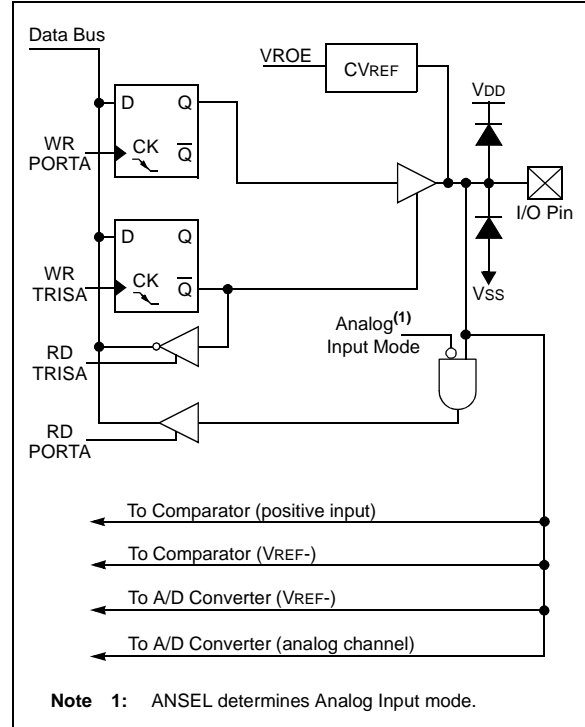 Data Bus
VROE
CVREF
VDD
D Q
WR
PORTA
CK
Q
I/O Pin
D Q
WR
TRISA
CK
Q
VSS
Analog(1)
Input Mode
RD
TRISA
RD
PORTA
To Comparator (positive input)
To Comparator (VREF-)
To A/D Converter (VREF-)
To A/D Converter (analog channel)
Note 1: ANSEL determines Analog Input mode.